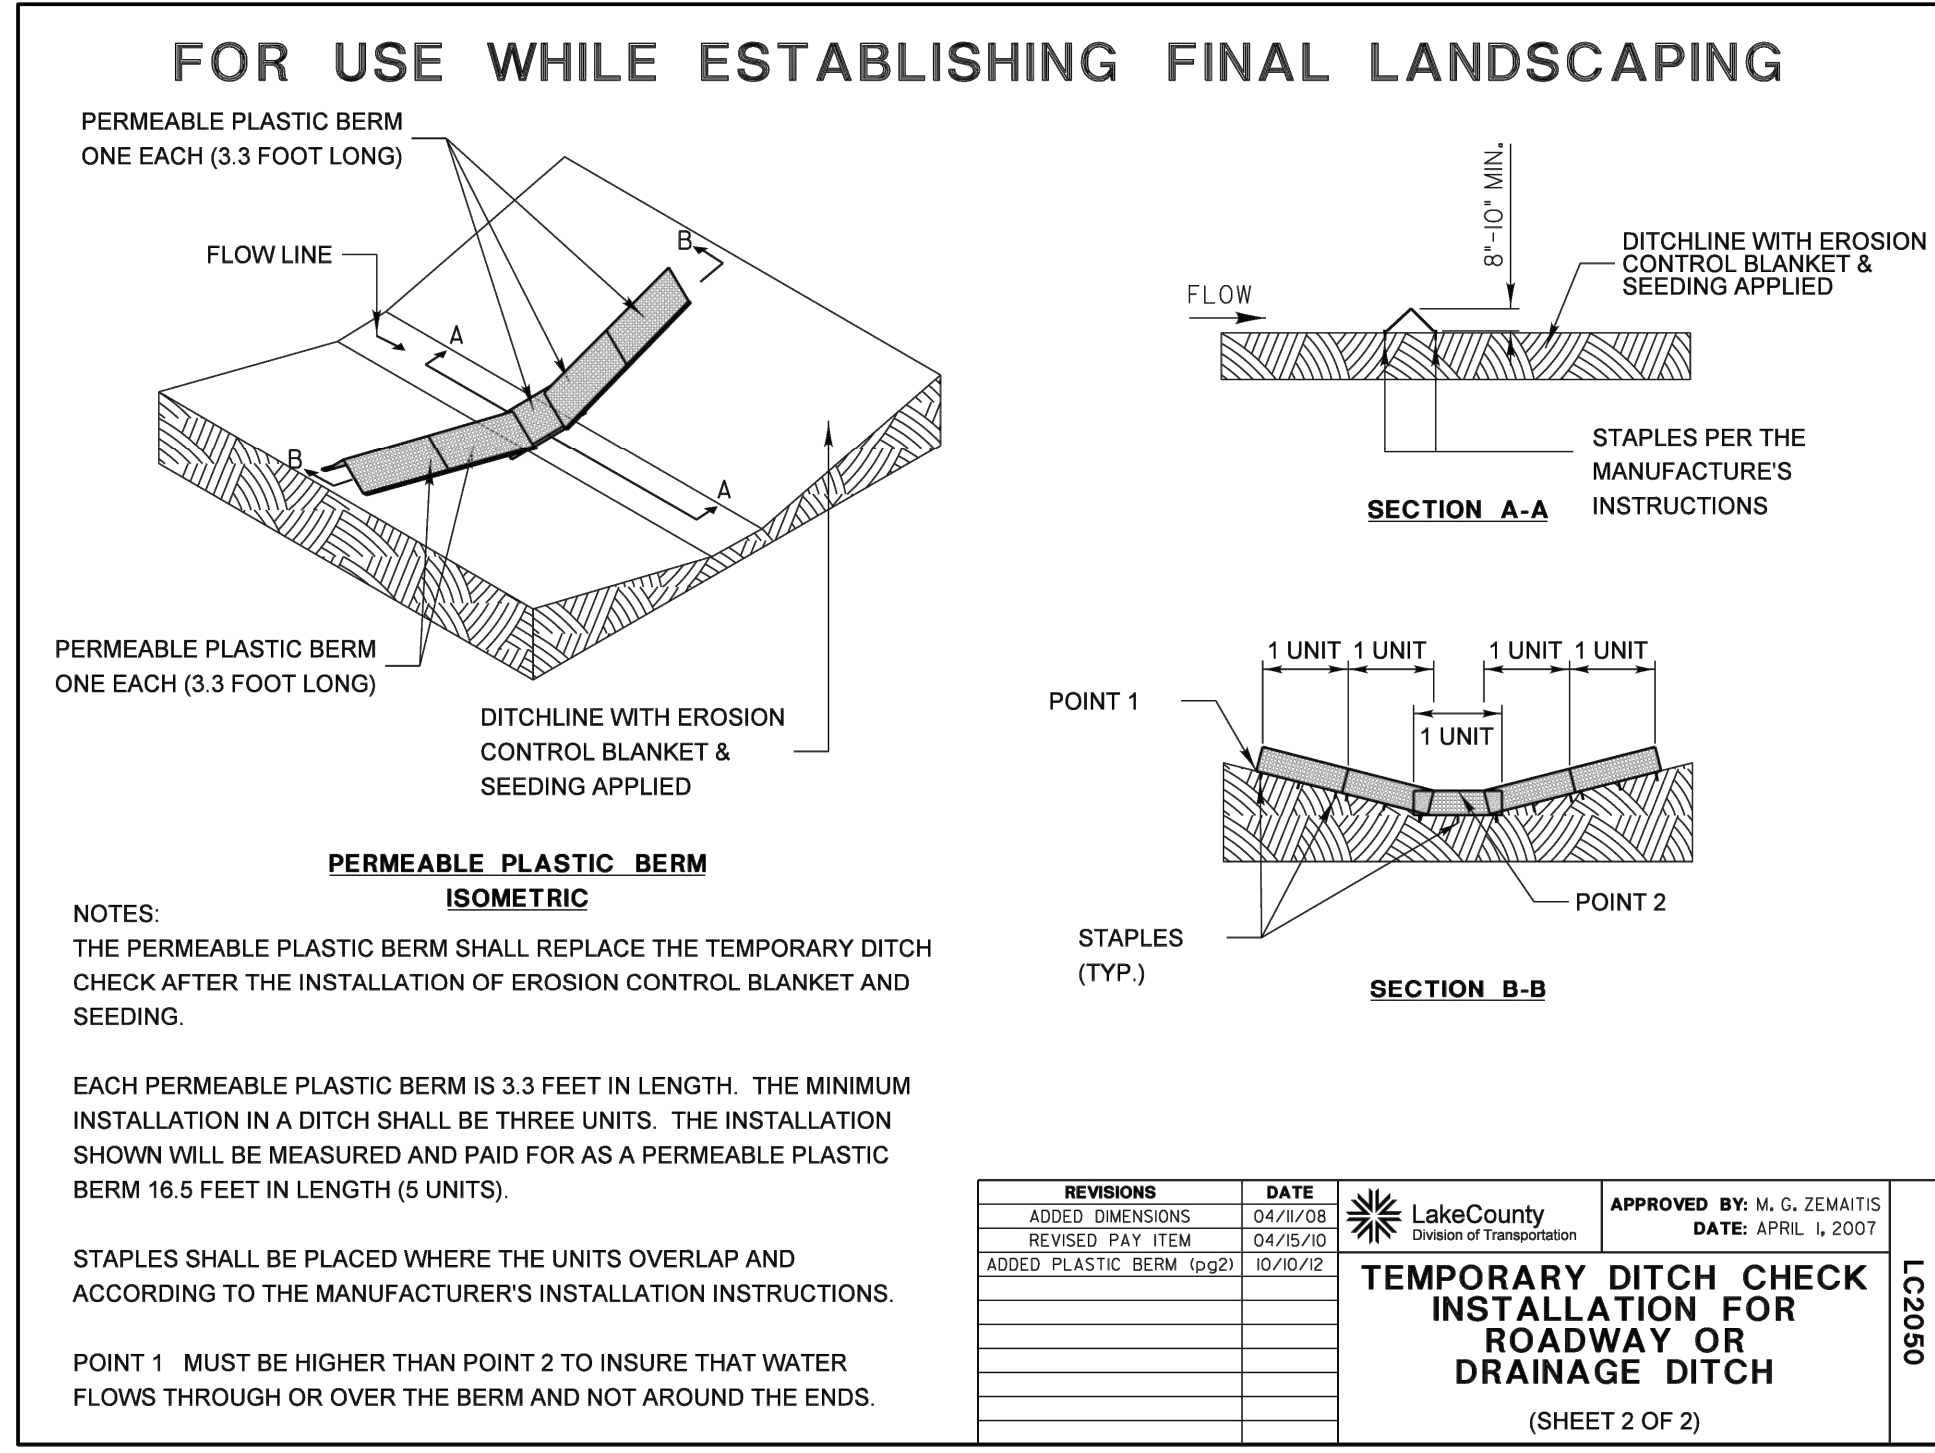 FOR USE WHILE ESTABLISHING FINAL LANDSCAPING
PERMEABLE PLASTIC BERM
ONE EACH (3.3 FOOT LONG)
FLOW LINE
B
A
B
A
PERMEABLE PLASTIC BERM
ONE EACH (3.3 FOOT LONG)
DITCHLINE WITH EROSION
CONTROL BLANKET &
SEEDING APPLIED
PERMEABLE PLASTIC BERM
ISOMETRIC
8"-10" MIN.
FLOW
DITCHLINE WITH EROSION
CONTROL BLANKET &
SEEDING APPLIED
STAPLES PER THE
MANUFACTURE'S
INSTRUCTIONS
SECTION A-A
1 UNIT 1 UNIT 1 UNIT 1 UNIT
POINT 1
1 UNIT
POINT 2
STAPLES
(TYP.)
SECTION B-B
NOTES:
THE PERMEABLE PLASTIC BERM SHALL REPLACE THE TEMPORARY DITCH
CHECK AFTER THE INSTALLATION OF EROSION CONTROL BLANKET AND
SEEDING.
EACH PERMEABLE PLASTIC BERM IS 3.3 FEET IN LENGTH. THE MINIMUM
INSTALLATION IN A DITCH SHALL BE THREE UNITS. THE INSTALLATION
SHOWN WILL BE MEASURED AND PAID FOR AS A PERMEABLE PLASTIC
BERM 16.5 FEET IN LENGTH (5 UNITS).
STAPLES SHALL BE PLACED WHERE THE UNITS OVERLAP AND
ACCORDING TO THE MANUFACTURER'S INSTALLATION INSTRUCTIONS.
POINT 1 MUST BE HIGHER THAN POINT 2 TO INSURE THAT WATER
FLOWS THROUGH OR OVER THE BERM AND NOT AROUND THE ENDS.
REVISIONS DATE
ADDED DIMENSIONS 04/11/08
REVISED PAY ITEM 04/15/10
ADDED PLASTIC BERM (pg2) 10/10/12
LakeCounty
Division of Transportation
APPROVED BY: M. G. ZEMAITIS
DATE: APRIL 1, 2007
TEMPORARY DITCH CHECK
INSTALLATION FOR
ROADWAY OR
DRAINAGE DITCH
(SHEET 2 OF 2)
LC2050